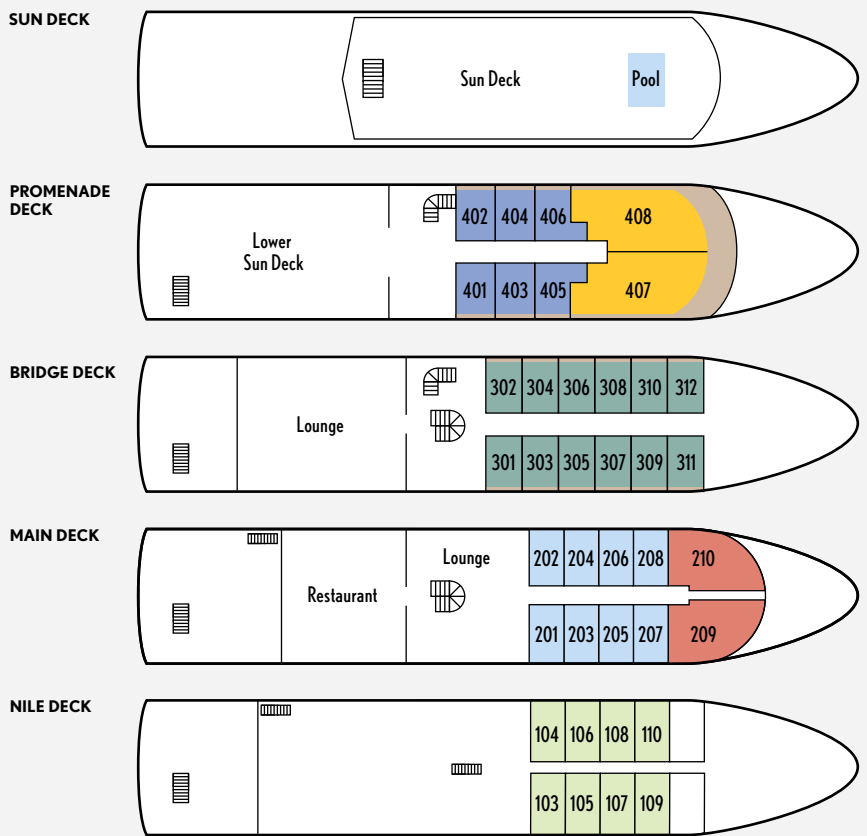 SUN DECK
Sun Deck
Pool
PROMENADE
DECK
402 404 406
408
Lower
Sun Deck
401 403 405
407
BRIDGE DECK
302 304 306 308 310 312
Lounge
301 303 305 307 309 311
MAIN DECK
Lounge
202 204 206 208 210
Restaurant
201 203 205 207 209
NILE DECK
104 106 108 110
103 105 107 109